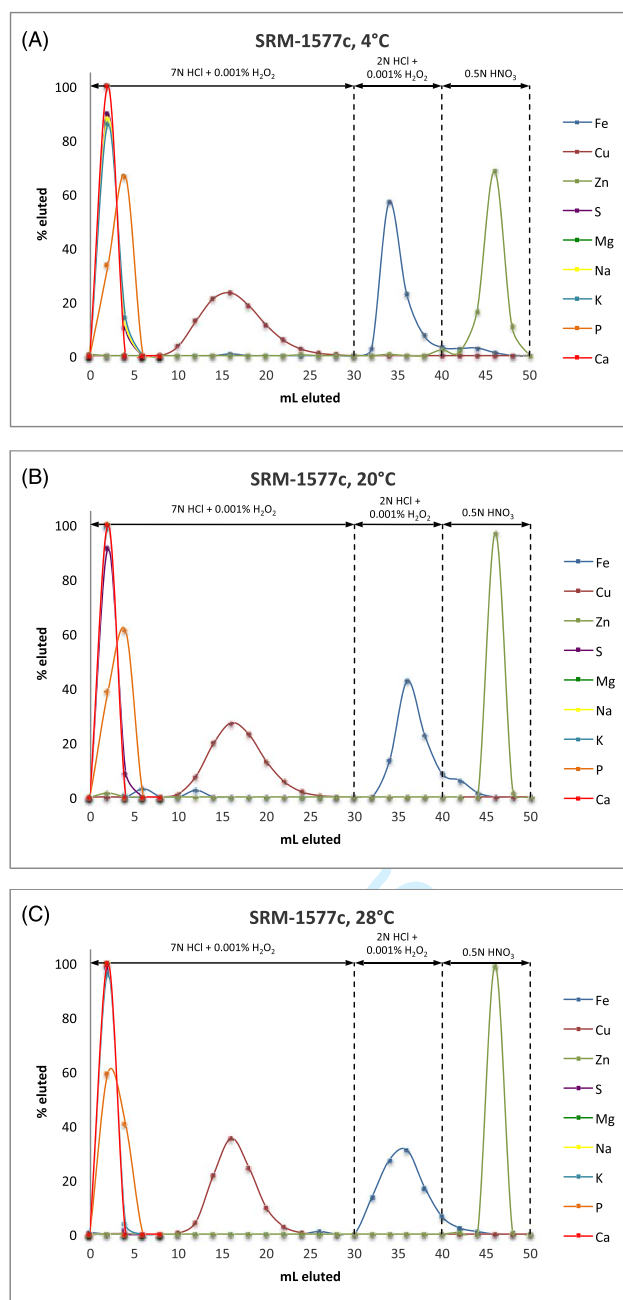 (A)
SRM-1577c, 4°C
7N HCl + 0.001% H₂O₂
2N HCl +
0.001% H₂O₂
0.5N HNO₃
100
80
60
40
20
0
% eluted
0 5 10 15 20 25 30 35 40 45 50
mL eluted
Fe
Cu
Zn
S
Mg
Na
K
P
Ca
(B)
SRM-1577c, 20°C
7N HCl + 0.001% H₂O₂
2N HCl +
0.001% H₂O₂
0.5N HNO₃
100
80
60
40
20
0
% eluted
0 5 10 15 20 25 30 35 40 45 50
mL eluted
Fe
Cu
Zn
S
Mg
Na
K
P
Ca
(C)
SRM-1577c, 28°C
7N HCl + 0.001% H₂O₂
2N HCl +
0.001% H₂O₂
0.5N HNO₃
100
80
60
40
20
0
% eluted
0 5 10 15 20 25 30 35 40 45 50
mL eluted
Fe
Cu
Zn
S
Mg
Na
K
P
Ca